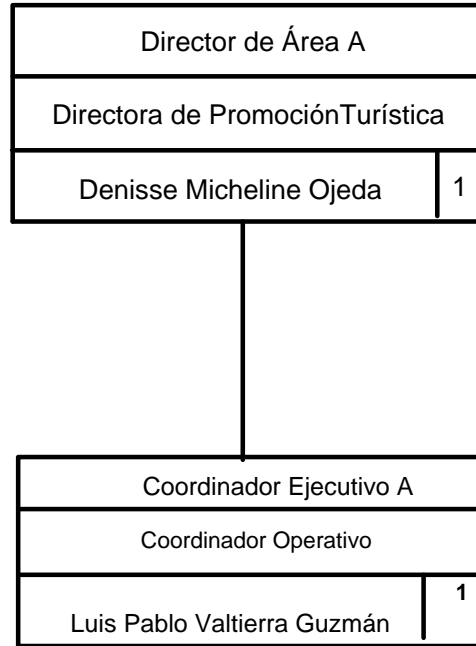 Director de Área A
Directora de PromociónTurística
Denisse Micheline Ojeda 1
Coordinador Ejecutivo A
Coordinador Operativo
1
Luis Pablo Valtierra Guzmán